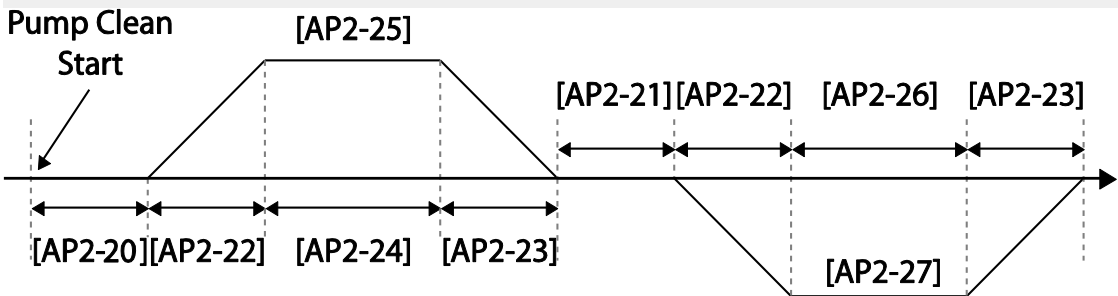 Pump Clean
Start
[AP2-25]
[AP2-21][AP2-22] [AP2-26] [AP2-23]
[AP2-20][AP2-22] [AP2-24] [AP2-23]
[AP2-27]